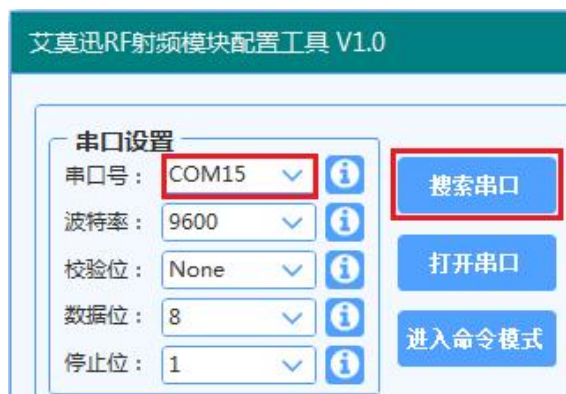 艾莫迅RF射频模块配置工具 V1.0
串口设置
串口号： COM15
搜索串口
波特率： 9600
校验位： None
打开串口
数据位： 8
进入命令模式
停止位： 1